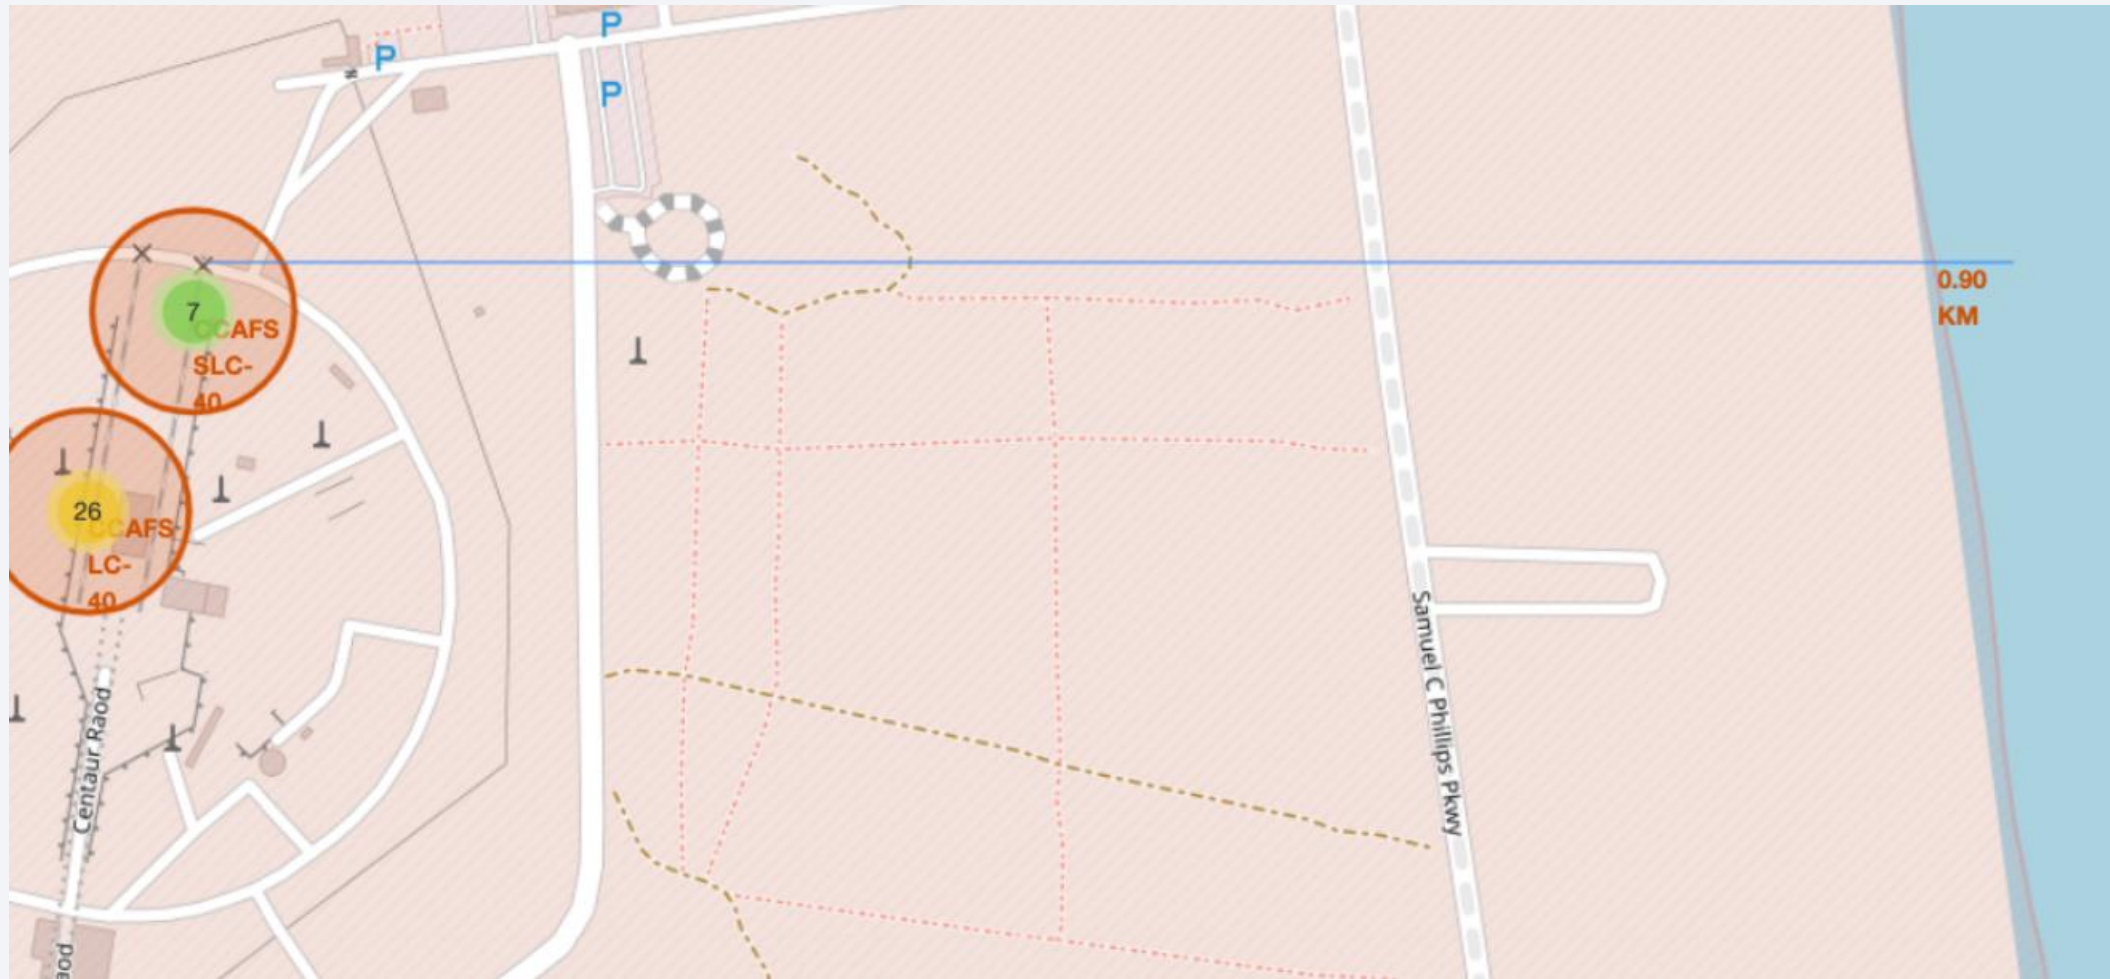 P
P
P
7
CCAFS
SLC-
40
0.90
KM
26
CCAFS
LC-
40
Samuel C Phillips Pkwy
Centaur Raod
aod